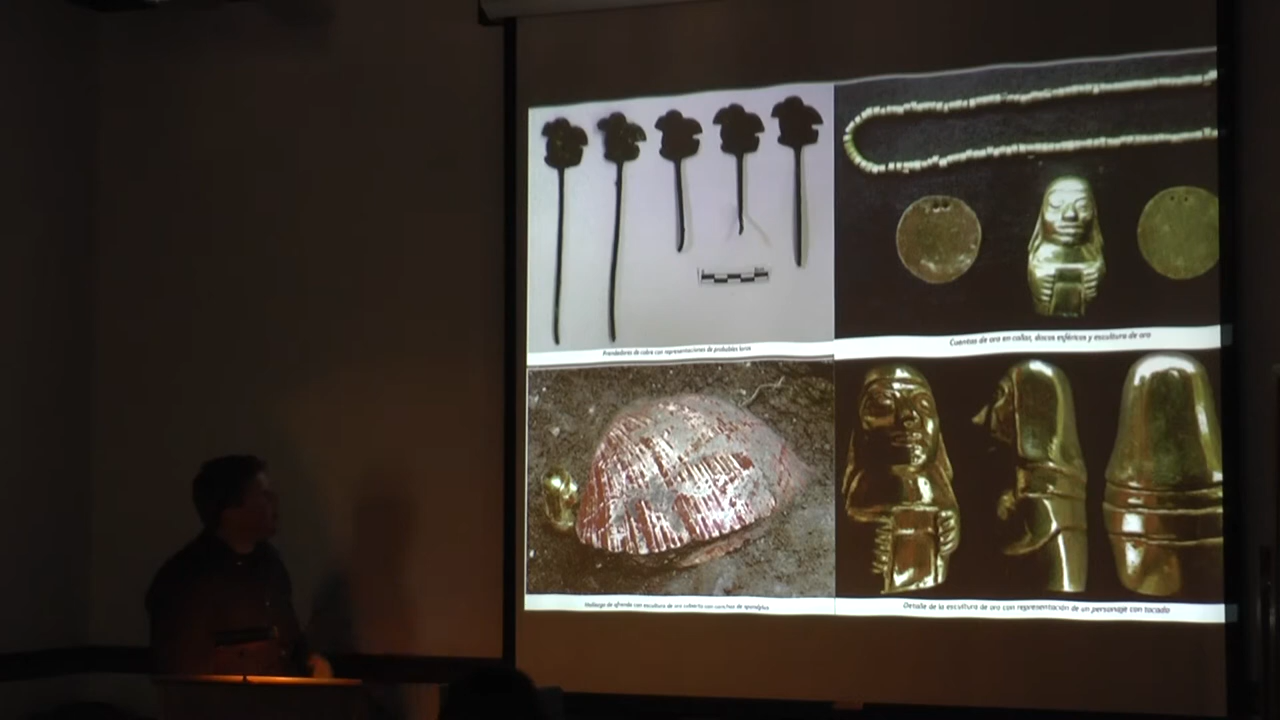 Prendedores de cobre con representaciones de probables loros
Cuentas de oro en collar, discos esféricos y escultura de oro
Hallazgo de ofrenda con escultura de oro cubierta con conchas de spondylus
Detalle de la escultura de oro con representación de un personaje con tocado